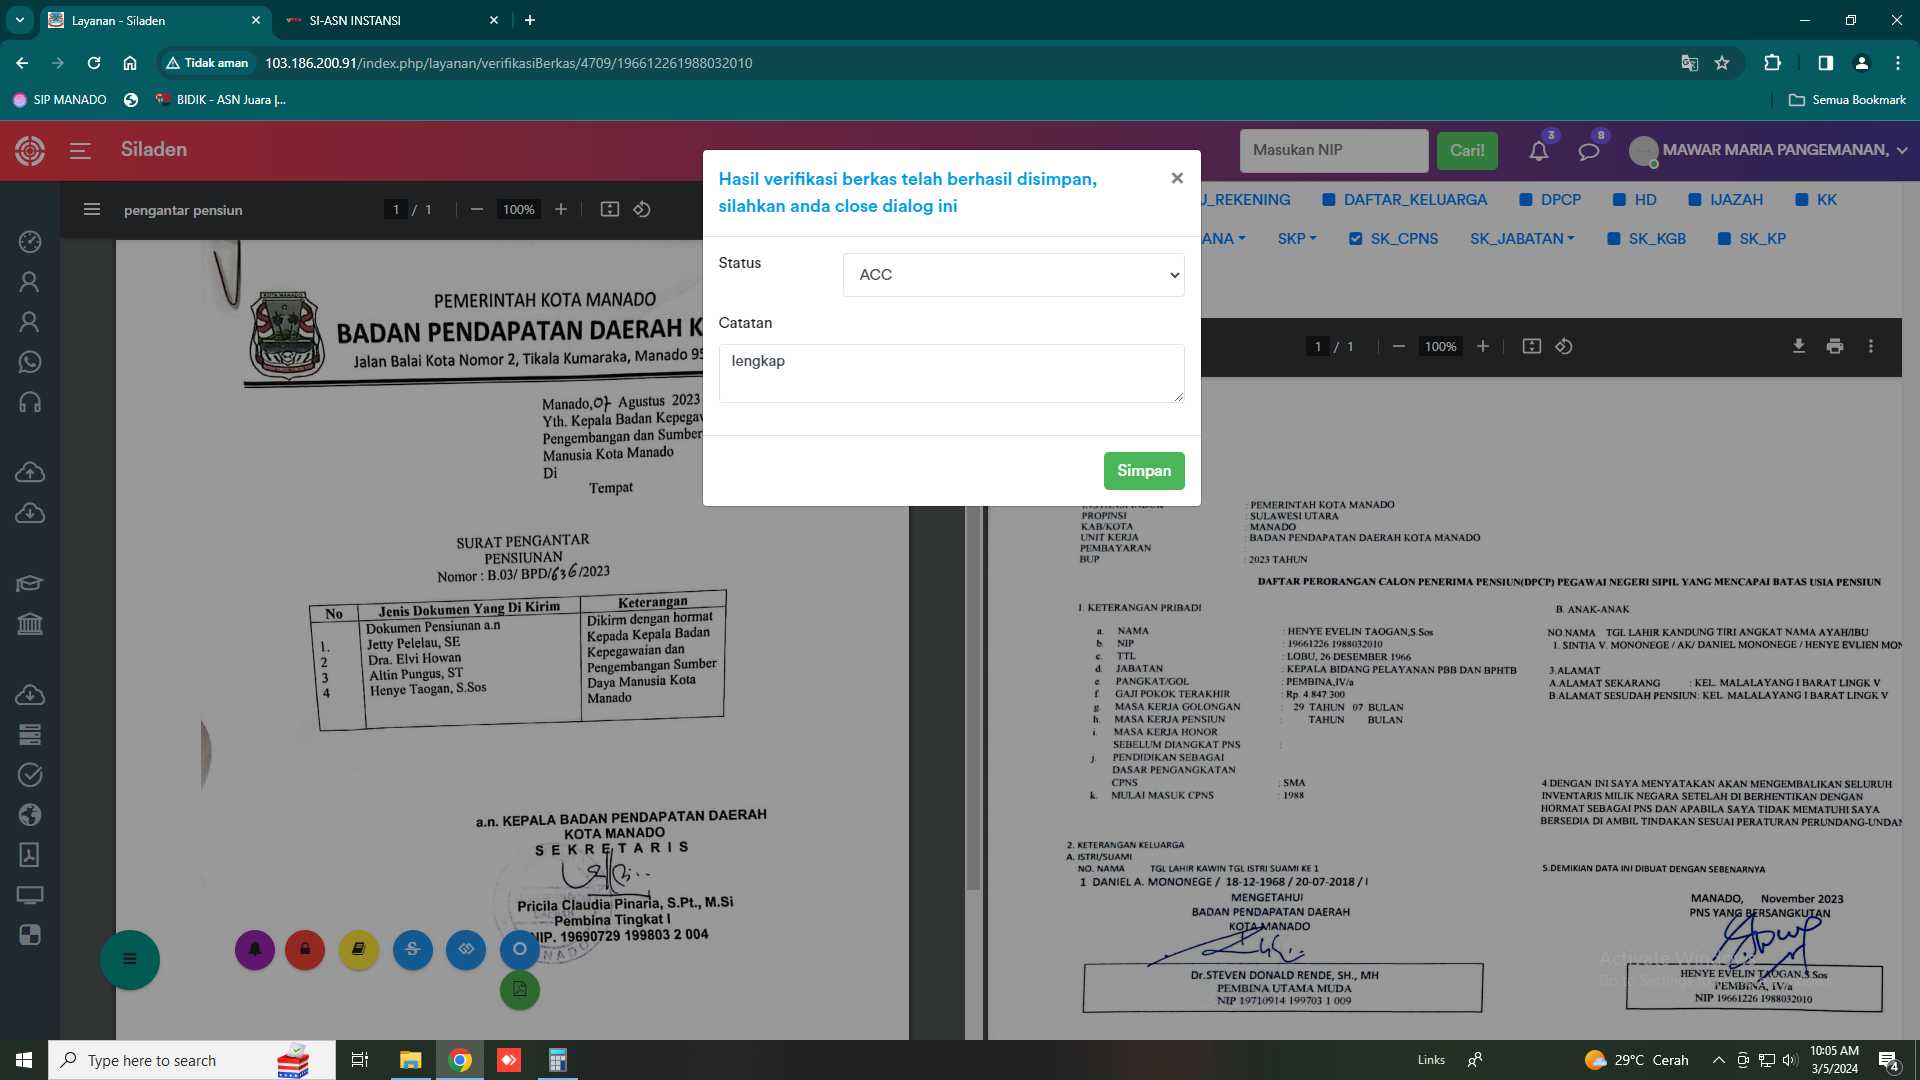 Layanan - Siladen
SI-ASN INSTANSI
Tidak aman
103.186.200.91/index.php/layanan/verifikasiBerkas/4709/196612261988032010
SIP MANADO
BIDIK - ASN Juara |...
Semua Bookmark
Siladen
Masukan NIP
Cari!
3
8
MAWAR MARIA PANGEMANAN,
pengantar pensiun
1 / 1
100%
U_REKENING
DAFTAR_KELUARGA
DPCP
HD
IJAZAH
KK
ANA
SKP
SK_CPNS
SK_JABATAN
SK_KGB
SK_KP
Hasil verifikasi berkas telah berhasil disimpan,
silahkan anda close dialog ini
×
Status
ACC
Catatan
lengkap
Simpan
PEMERINTAH KOTA MANADO
BADAN PENDAPATAN DAERAH K
Jalan Balai Kota Nomor 2, Tikala Kumaraka, Manado 95
Manado,07 Agustus 2023
Yth. Kepala Badan Kepegaw
Pengembangan dan Sumber
Manusia Kota Manado
Di
Tempat
SURAT PENGANTAR
PENSIUNAN
Nomor : B.03/ BPD/636/2023
No
Jenis Dokumen Yang Di Kirim
Keterangan
Dokumen Pensiunan a.n
1. Jetty Pelelau, SE
2 Dra. Elvi Howan
3 Altin Pungus, ST
4 Henye Taogan, S.Sos
Dikirm dengan hormat
Kepada Kepala Badan
Kepegawaian dan
Pengembangan Sumber
Daya Manusia Kota
Manado
a.n. KEPALA BADAN PENDAPATAN DAERAH
KOTA MANADO
S E K R E T A R I S
Pricila Claudia Pinaria, S.Pt., M.Si
Pembina Tingkat I
NIP. 19690729 199803 2 004
1 / 1
100%
: PEMERINTAH KOTA MANADO
PROPINSI : SULAWESI UTARA
KAB/KOTA : MANADO
UNIT KERJA : BADAN PENDAPATAN DAERAH KOTA MANADO
PEMBAYARAN
BUP : 2023 TAHUN
DAFTAR PERORANGAN CALON PENERIMA PENSIUN(DPCP) PEGAWAI NEGERI SIPIL YANG MENCAPAI BATAS USIA PENSIUN
1. KETERANGAN PRIBADI
a. NAMA : HENYE EVELIN TAOGAN,S.Sos
b. NIP : 19661226 1988032010
c. TTL : LOBU, 26 DESEMBER 1966
d. JABATAN : KEPALA BIDANG PELAYANAN PBB DAN BPHTB
e. PANGKAT/GOL : PEMBINA,IV/a
f. GAJI POKOK TERAKHIR : Rp 4.847.300
g. MASA KERJA GOLONGAN : 29 TAHUN 07 BULAN
h. MASA KERJA PENSIUN : TAHUN BULAN
i. MASA KERJA HONOR
SEBELUM DIANGKAT PNS :
j. PENDIDIKAN SEBAGAI
DASAR PENGANGKATAN
CPNS : SMA
k. MULAI MASUK CPNS : 1988
2. KETERANGAN KELUARGA
A. ISTRI/SUAMI
NO. NAMA TGL LAHIR KAWIN TGL ISTRI SUAMI KE 1
1 DANIEL A. MONONEGE / 18-12-1968 / 20-07-2018 / I
MENGETAHUI
BADAN PENDAPATAN DAERAH
KOTA MANADO
Dr.STEVEN DONALD RENDE, SH., MH
PEMBINA UTAMA MUDA
NIP 19710914 199703 1 009
B. ANAK-ANAK
NO.NAMA TGL LAHIR KANDUNG TIRI ANGKAT NAMA AYAH/IBU
1. SINTIA V. MONONEGE / AK/ DANIEL MONONEGE / HENYE EVLIEN MON
3.ALAMAT
A.ALAMAT SEKARANG : KEL. MALALAYANG I BARAT LINGK V
B.ALAMAT SESUDAH PENSIUN: KEL. MALALAYANG I BARAT LINGK V
4.DENGAN INI SAYA MENYATAKAN AKAN MENGEMBALIKAN SELURUH
INVENTARIS MILIK NEGARA SETELAH DI BERHENTIKAN DENGAN
HORMAT SEBAGAI PNS DAN APABILA SAYA TIDAK MEMATUHI SAYA
BERSEDIA DI AMBIL TINDAKAN SESUAI PERATURAN PERUNDANG-UNDAN
5.DEMIKIAN DATA INI DIBUAT DENGAN SEBENARNYA
MANADO, November 2023
PNS YANG BERSANGKUTAN
Activate Windows
HENYE EVELIN TAOGAN,S.Sos
PEMBINA, IV/a
NIP 19661226 1988032010
Type here to search
Links
29°C Cerah
10:05 AM
3/5/2024
4